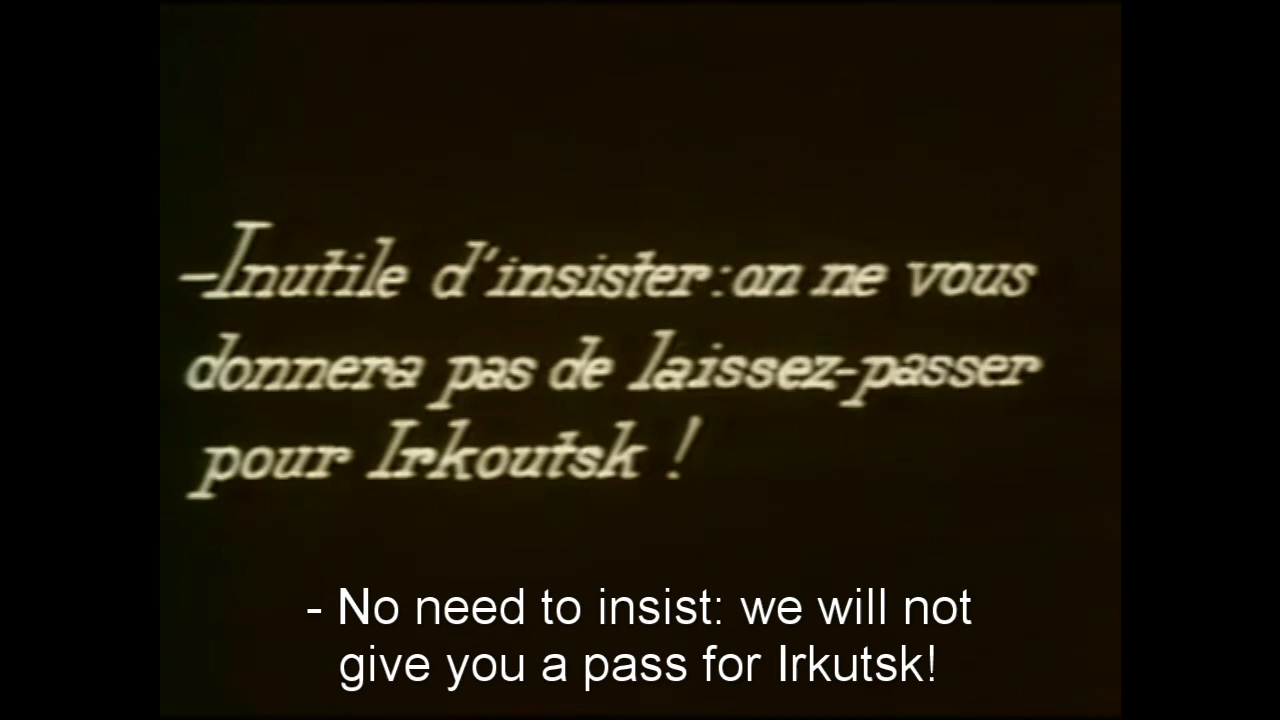 —Inutile d'insister: on ne vous
donnera pas de laissez-passer
pour Irkoutsk !
- No need to insist: we will not
give you a pass for Irkutsk!